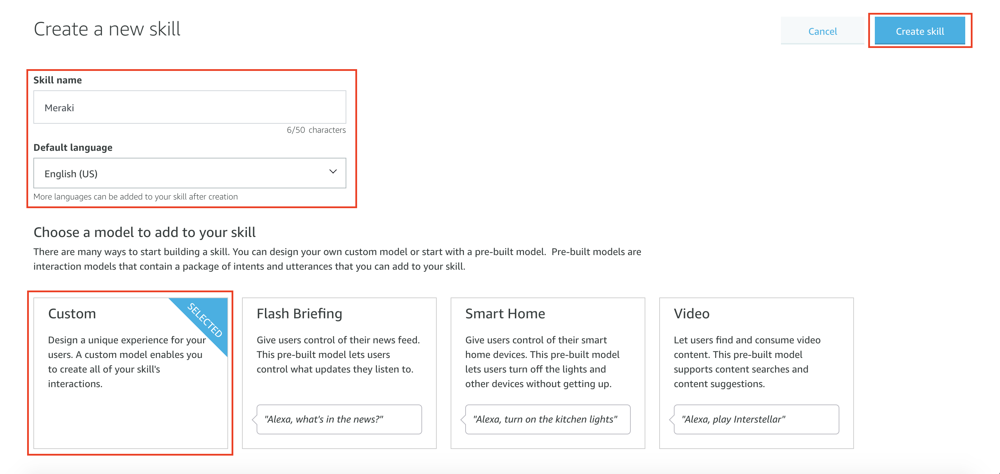 Create a new skill
Cancel
Create skill
Skill name
Meraki
6/50 characters
Default language
English (US)
More languages can be added to your skill after creation
Choose a model to add to your skill
There are many ways to start building a skill. You can design your own custom model or start with a pre-built model.  Pre-built models are
interaction models that contain a package of intents and utterances that you can add to your skill.
Custom
SELECTED
Design a unique experience for your
users. A custom model enables you
to create all of your skill's
interactions.
Flash Briefing
Give users control of their news feed.
This pre-built model lets users
control what updates they listen to.
"Alexa, what's in the news?"
Smart Home
Give users control of their smart
home devices. This pre-built model
lets users turn off the lights and
other devices without getting up.
"Alexa, turn on the kitchen lights"
Video
Let users find and consume video
content. This pre-built model
supports content searches and
content suggestions.
"Alexa, play Interstellar"